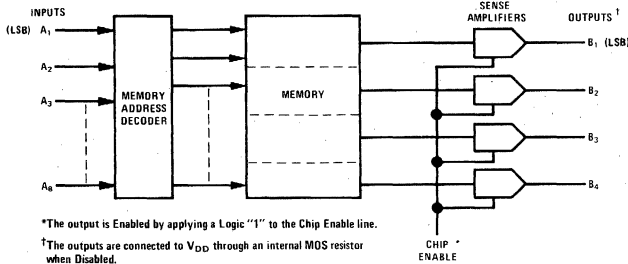 INPUTS
(LSB) A1
A2
A3
A8
MEMORY
ADDRESS
DECODER
MEMORY
SENSE
AMPLIFIERS
OUTPUTS †
B1 (LSB)
B2
B3
B4
CHIP *
ENABLE
*The output is Enabled by applying a Logic "1" to the Chip Enable line.
†The outputs are connected to VDD through an internal MOS resistor
when Disabled.